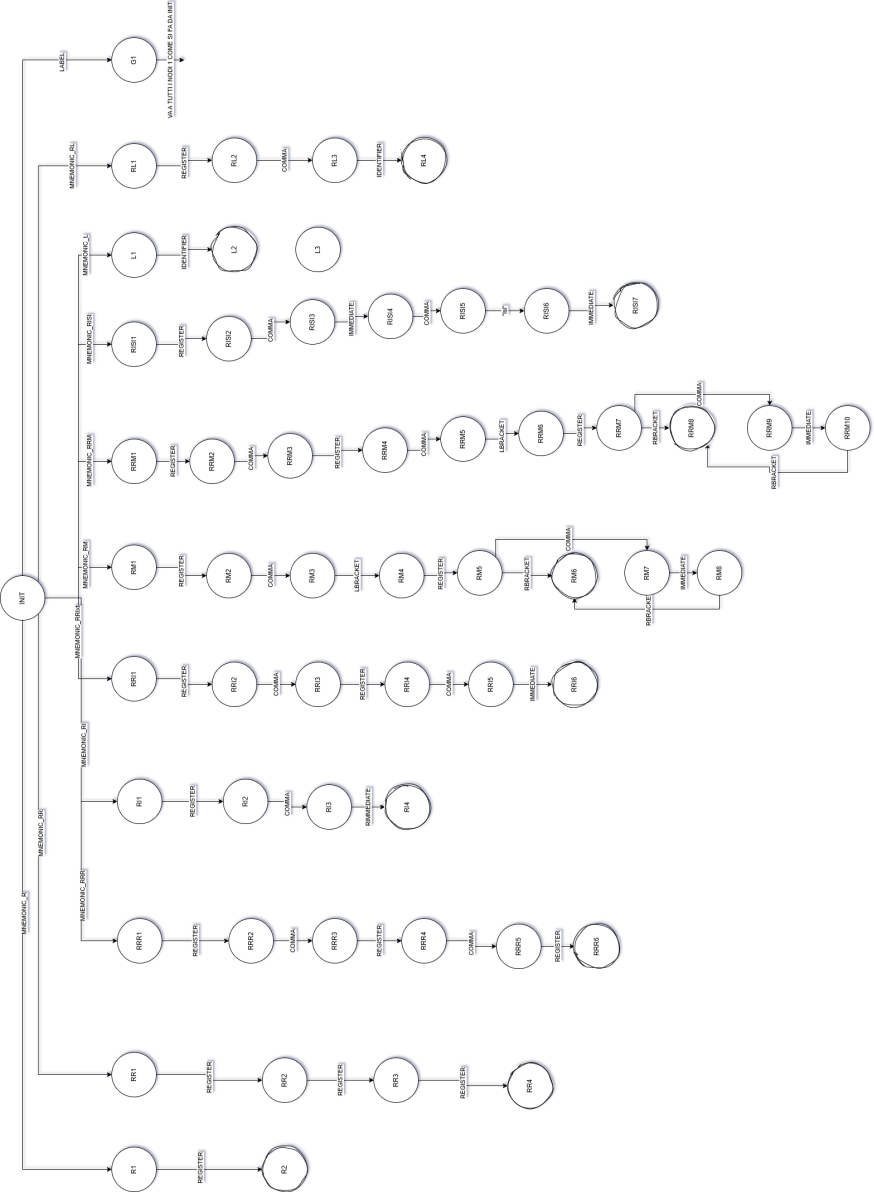 LABEL
G1
VA A TUTTI I NODI 1 COME SI FA DA INIT
MNEMONIC_RL
RL1
REGISTER
RL2
COMMA
RL3
IDENTIFIER
RL4
MNEMONIC_L
L1
IDENTIFIER
L2
L3
MNEMONIC_RISI
RISI1
REGISTER
RISI2
COMMA
RISI3
IMMEDIATE
RISI4
COMMA
RISI5
RISI6
IMMEDIATE
RISI7
MNEMONIC_RRM
RRM1
REGISTER
RRM2
COMMA
RRM3
REGISTER
RRM4
COMMA
RRM5
LBRACKET
RRM6
REGISTER
RRM7
RBRACKET
RRM8
COMMA
RRM9
IMMEDIATE
RRM10
RBRACKET
MNEMONIC_RM
RM1
REGISTER
RM2
COMMA
RM3
LBRACKET
RM4
REGISTER
RM5
RBRACKET
RM6
COMMA
RM7
IMMEDIATE
RM8
RBRACKET
INIT
RRI1
REGISTER
RRI2
COMMA
RRI3
REGISTER
RRI4
COMMA
RRI5
IMMEDIATE
RRI6
MNEMONIC_RI
RI1
REGISTER
RI2
COMMA
RI3
RIMMEDIATE
RI4
MNEMONIC_RRR
RRR1
REGISTER
RRR2
COMMA
RRR3
REGISTER
RRR4
COMMA
RRR5
REGISTER
RRR6
MNEMONIC_RR
RR1
REGISTER
RR2
REGISTER
RR3
REGISTER
RR4
MNEMONIC_R
R1
REGISTER
R2